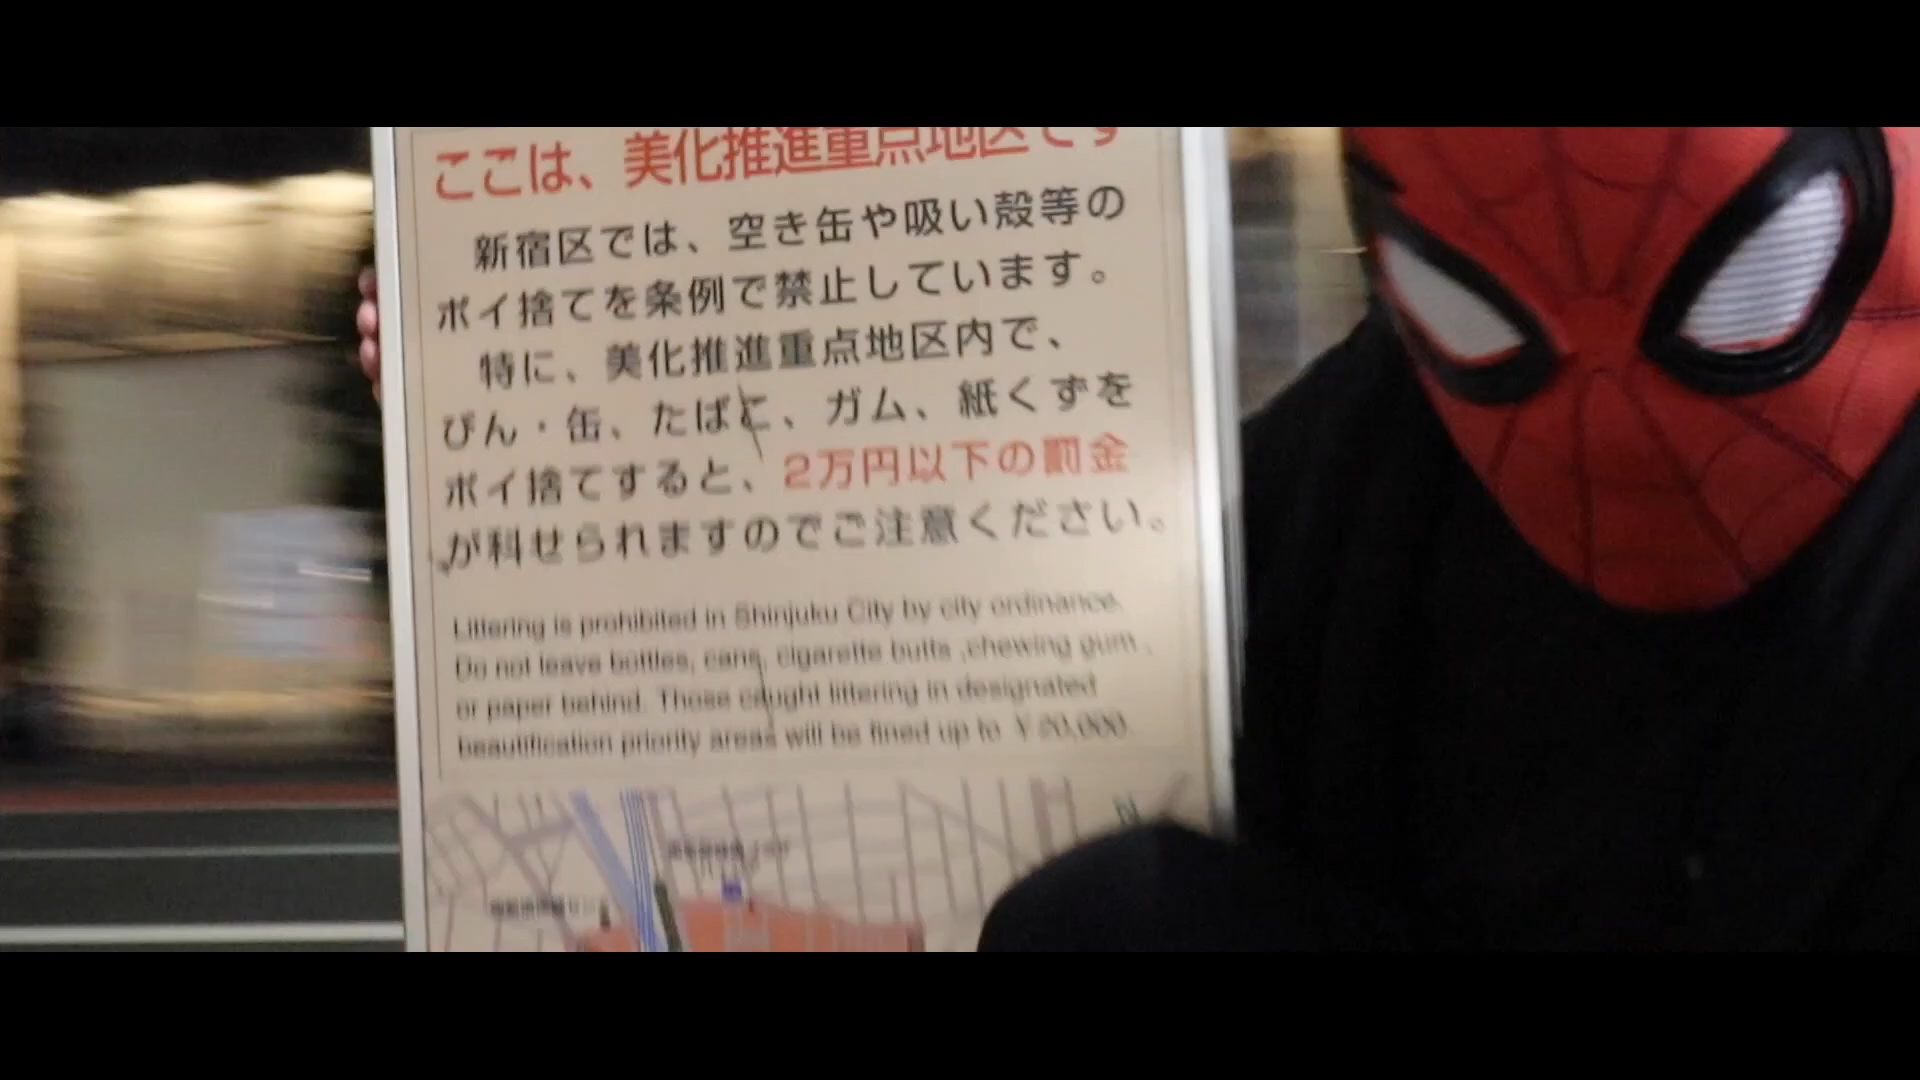 ここは、美化推進重点地区です
新宿区では、空き缶や吸い殻等の
ポイ捨てを条例で禁止しています。
特に、美化推進重点地区内で、
びん・缶、たばこ、ガム、紙くずを
ポイ捨てすると、2万円以下の罰金
が科せられますのでご注意ください。
Littering is prohibited in Shinjuku City by city ordinance.
Do not leave bottles, cans, cigarette butts ,chewing gum ,
or paper behind. Those caught littering in designated
beautification priority areas will be fined up to ￥20,000.